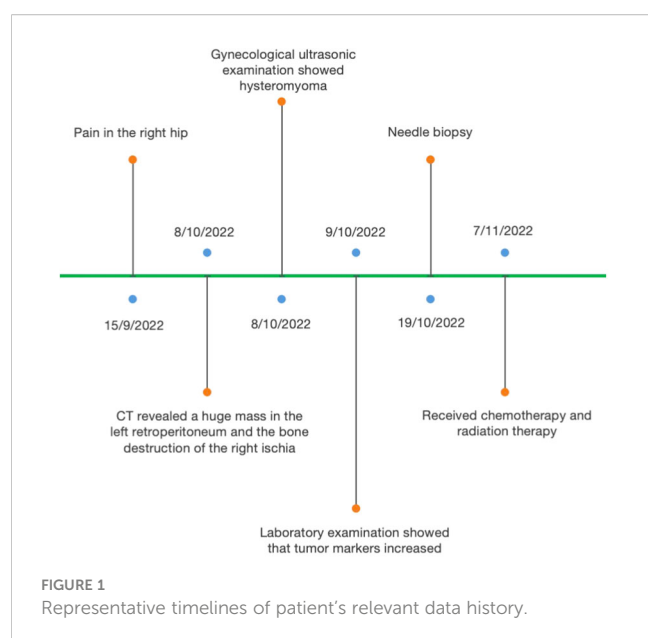 Gynecological ultrasonic
examination showed
hysteromyoma
Pain in the right hip
Needle biopsy
8/10/2022
9/10/2022
7/11/2022
15/9/2022
8/10/2022
19/10/2022
CT revealed a huge mass in the
left retroperitoneum and the bone
destruction of the right ischia
Received chemotherapy and
radiation therapy
Laboratory examination showed
that tumor markers increased
FIGURE 1
Representative timelines of patient's relevant data history.